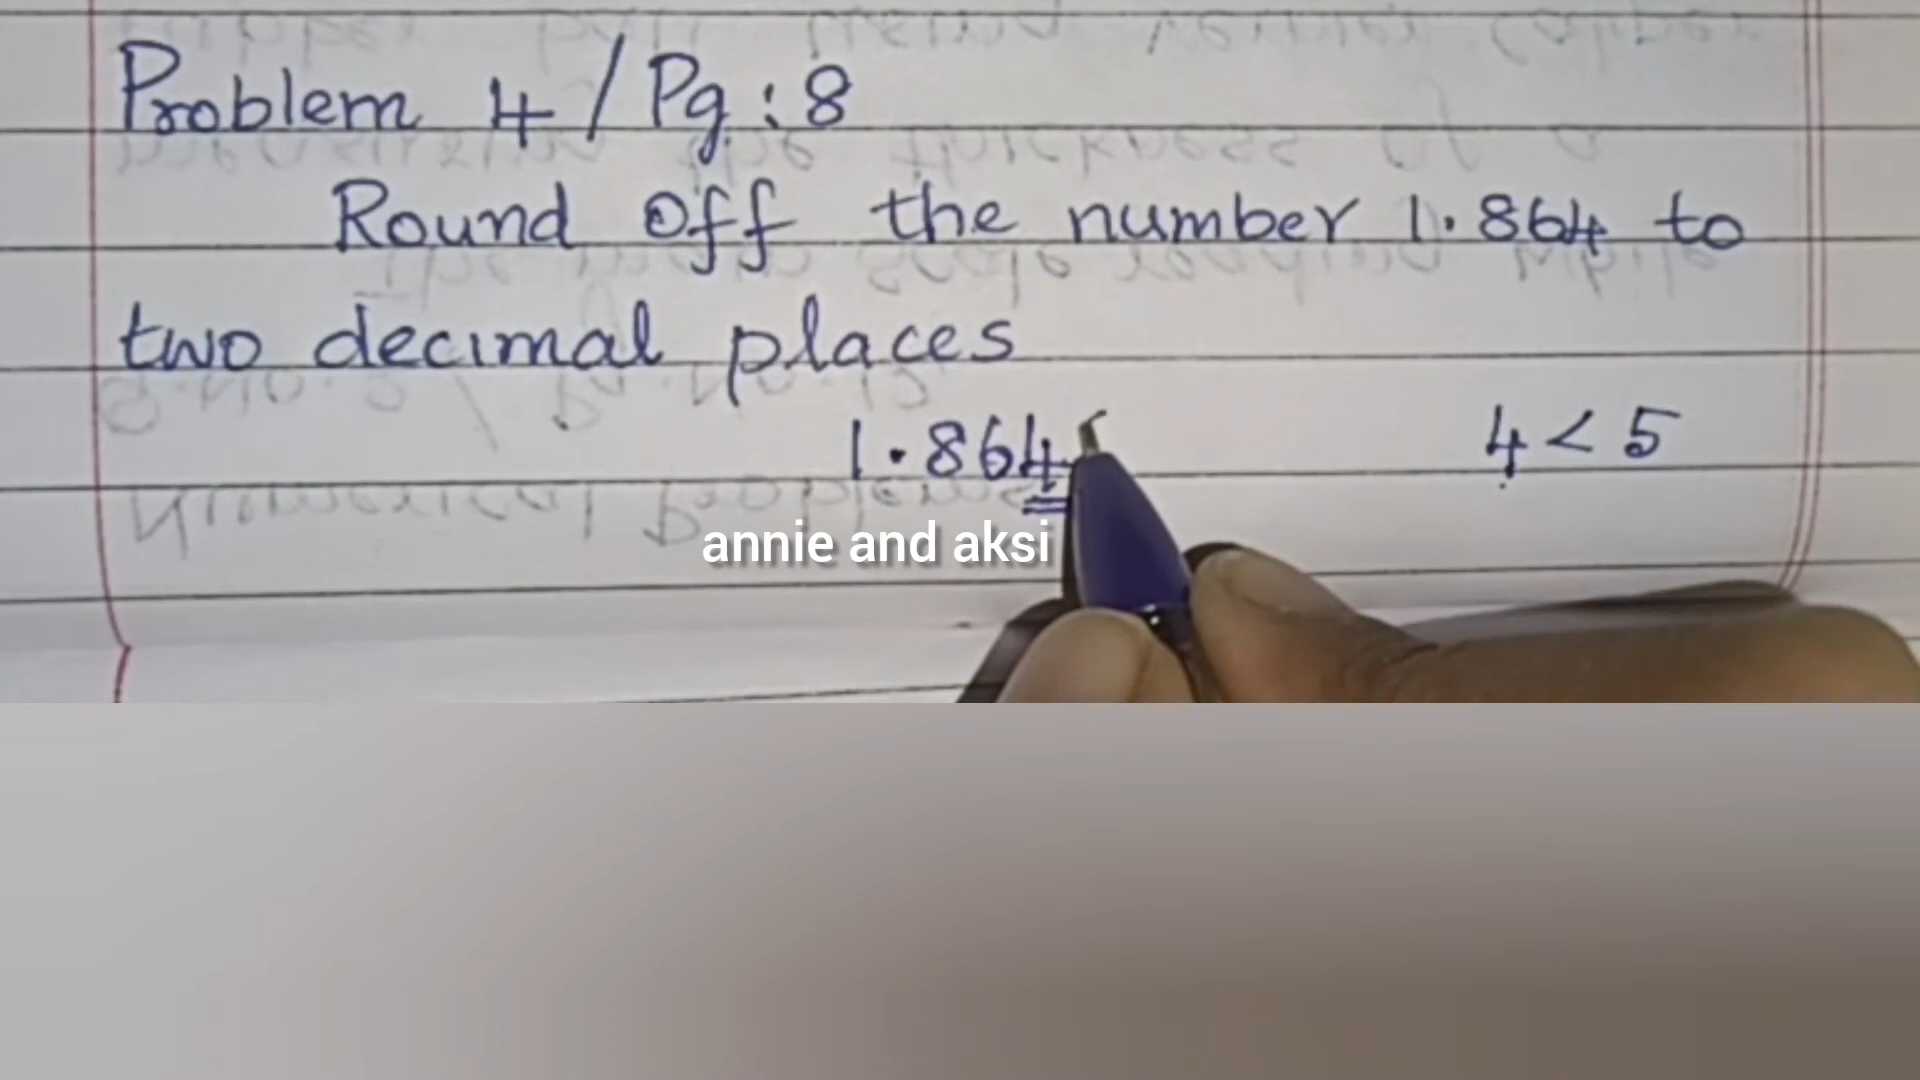 Problem 4 / Pg : 8
Round off the number 1.864 to
two decimal places
1.864 4 < 5
annie and aksi